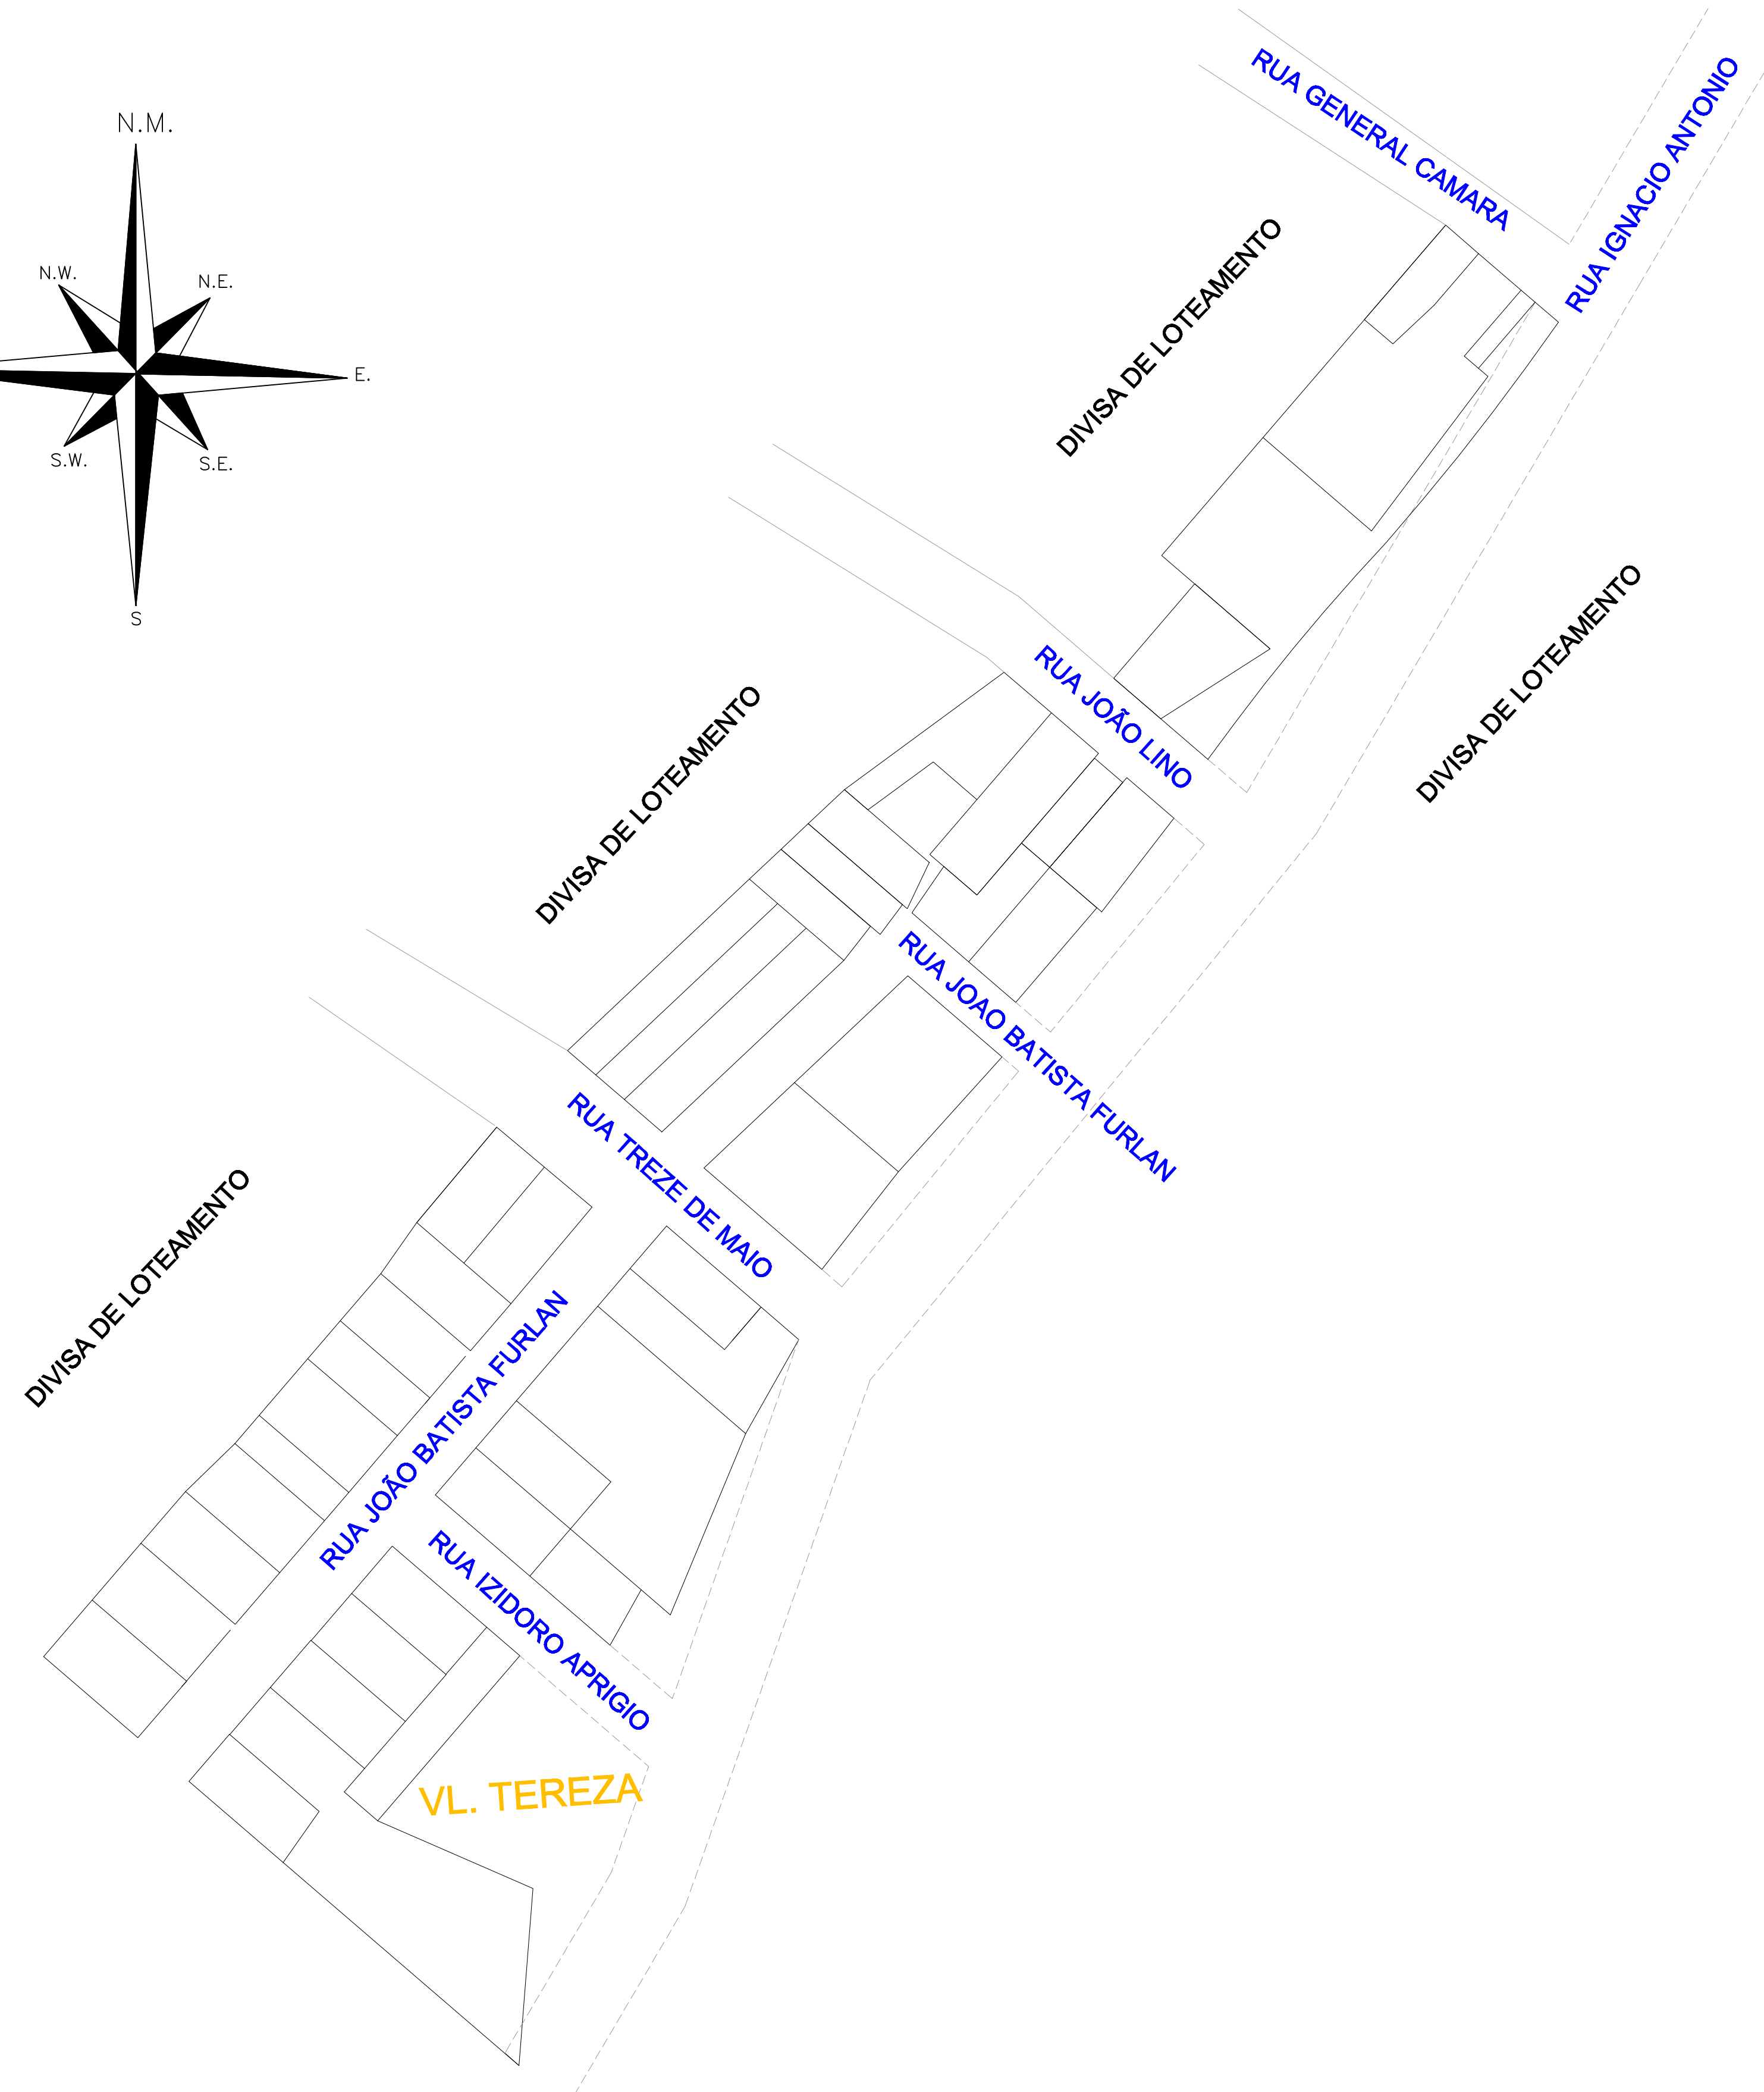 RUA GENERAL CAMARA
RUA IGNACIO ANTONIO
N.M.
N.W.
N.E.
E.
S.W.
S.E.
S
DIVISA DE LOTEAMENTO
DIVISA DE LOTEAMENTO
RUA JOÃO LINO
DIVISA DE LOTEAMENTO
RUA JOAO BATISTA FURLAN
RUA TREZE DE MAIO
DIVISA DE LOTEAMENTO
RUA JOÃO BATISTA FURLAN
RUA IZIDORO APRIGIO
VL. TEREZA